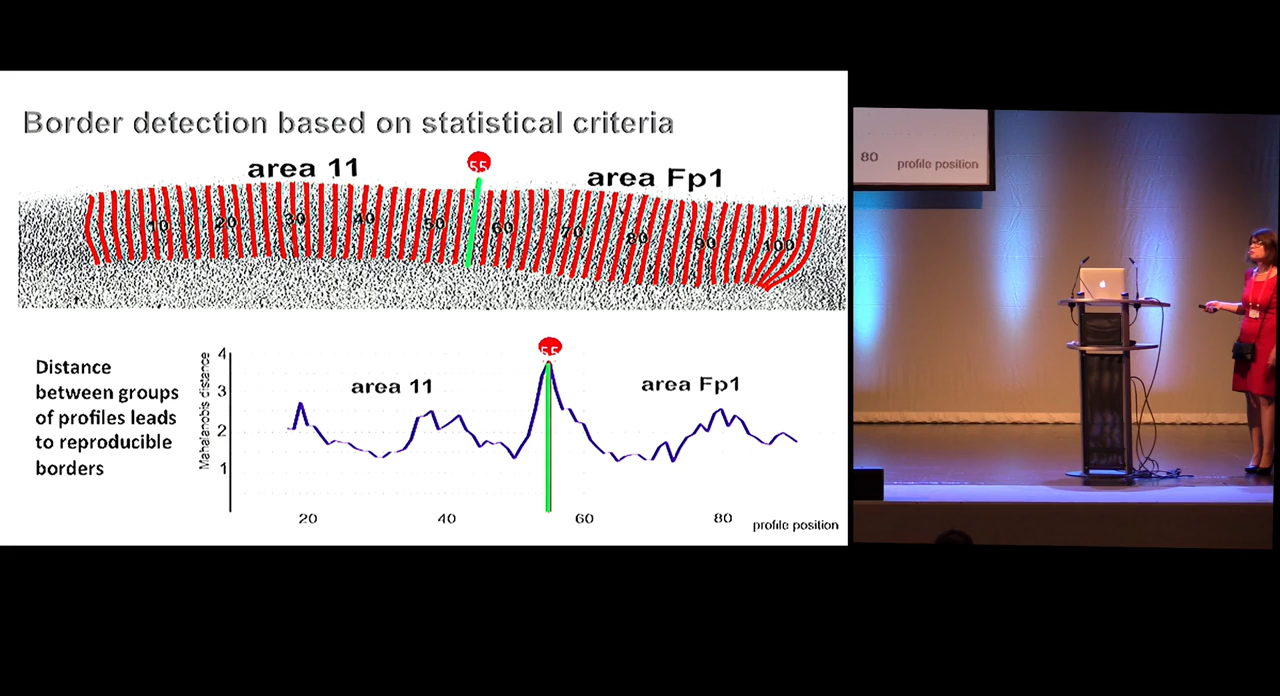 Border detection based on statistical criteria
area 11
55
area Fp1
10 20 30 40 50 60 70 80 90 100
Distance
between groups
of profiles leads
to reproducible
borders
Mahalanobis distance
4
3
2
1
55
area 11
area Fp1
20 40 60 80
profile position
80 profile position